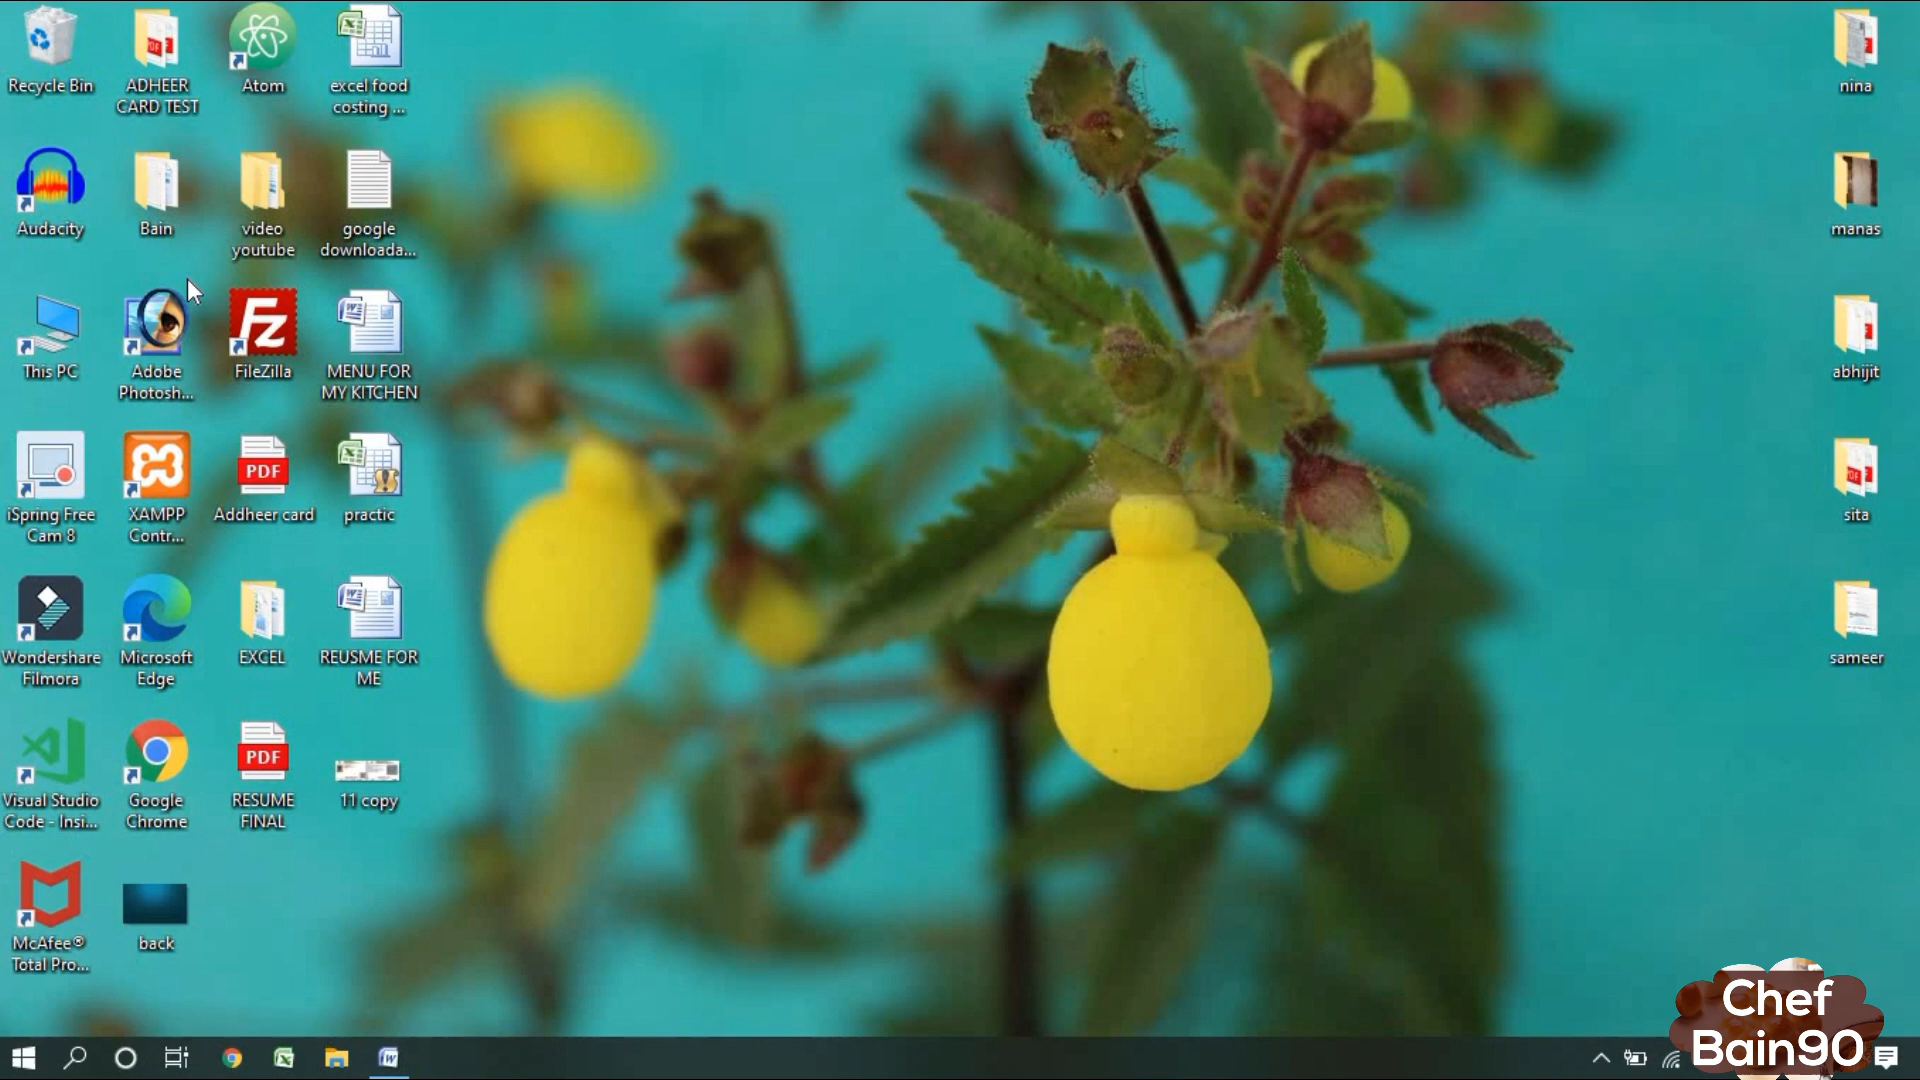 Recycle Bin
ADHEER
CARD TEST
Atom
excel food
costing ...
nina
Audacity
Bain
video
youtube
google
downloada...
manas
This PC
Adobe
Photosh...
Fz
FileZilla
MENU FOR
MY KITCHEN
abhijit
iSpring Free
Cam 8
XAMPP
Contr...
PDF
Addheer card
practic
sita
Wondershare
Filmora
Microsoft
Edge
EXCEL
REUSME FOR
ME
sameer
Visual Studio
Code - Insi...
Google
Chrome
PDF
RESUME
FINAL
11 copy
McAfee®
Total Pro...
back
Chef
Bain90